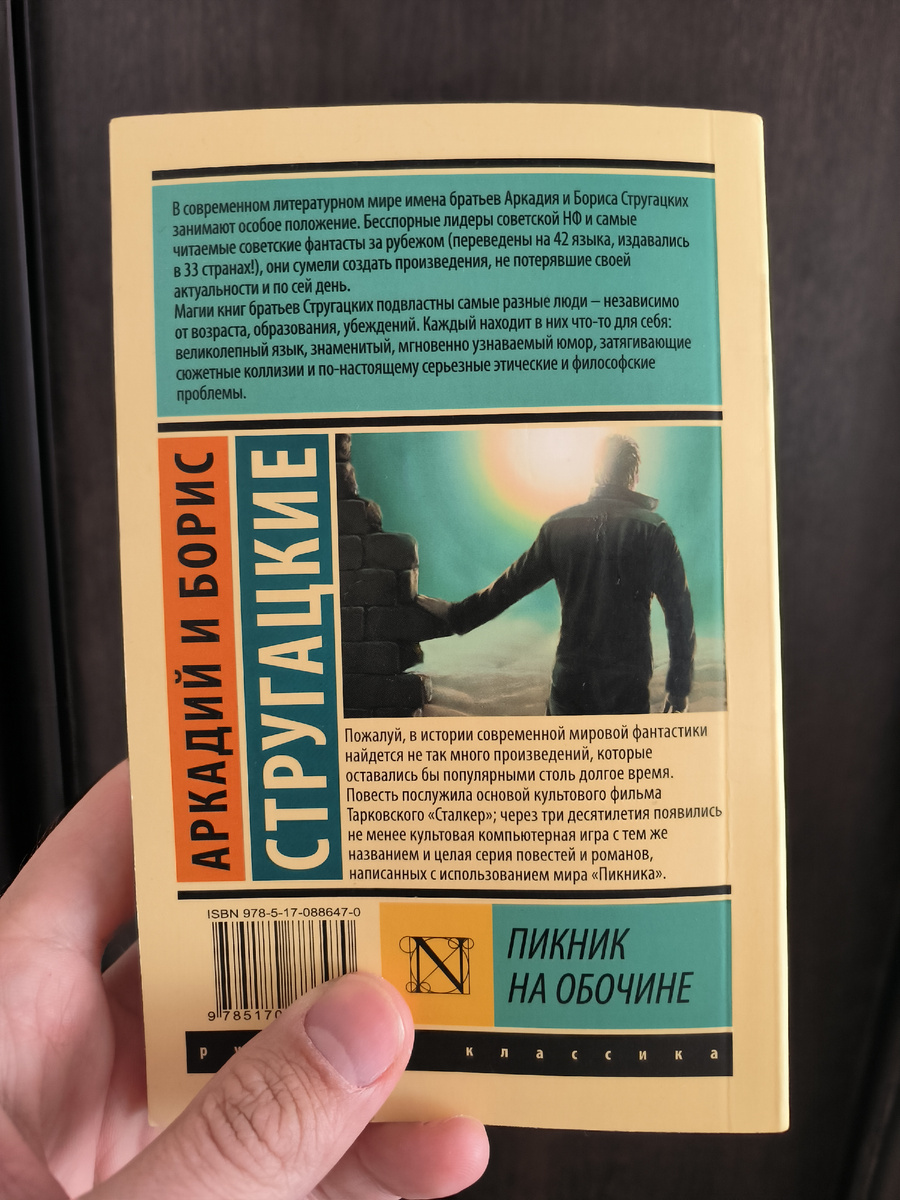 В современном литературном мире имена братьев Аркадия и Бориса Стругацких
занимают особое положение. Бесспорные лидеры советской НФ и самые
читаемые советские фантасты за рубежом (переведены на 42 языка, издавались
в 33 странах!), они сумели создать произведения, не потерявшие своей
актуальности и по сей день.
Магии книг братьев Стругацких подвластны самые разные люди – независимо
от возраста, образования, убеждений. Каждый находит в них что-то для себя:
великолепный язык, знаменитый, мгновенно узнаваемый юмор, затягивающие
сюжетные коллизии и по-настоящему серьезные этические и философские
проблемы.
АРКАДИЙ И БОРИС
СТРУГАЦКИЕ
Пожалуй, в истории современной мировой фантастики
найдется не так много произведений, которые
оставались бы популярными столь долгое время.
Повесть послужила основой культового фильма
Тарковского «Сталкер»; через три десятилетия появились
не менее культовая компьютерная игра с тем же
названием и целая серия повестей и романов,
написанных с использованием мира «Пикника».
ISBN 978-5-17-088647-0
9 78517
N
ПИКНИК
НА ОБОЧИНЕ
классика